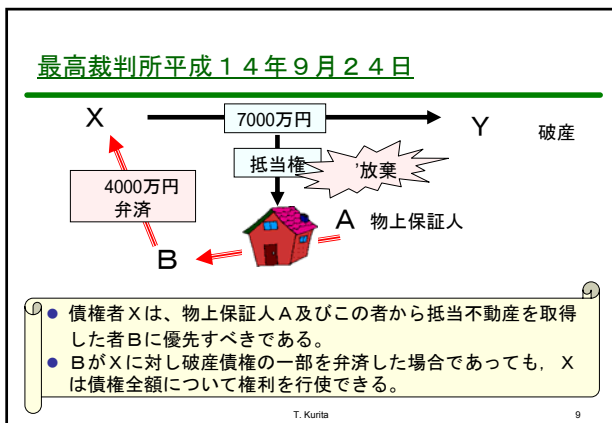 最高裁判所平成14年9月24日
X
7000万円
Y
破産
抵当権
’放棄
4000万円
弁済
A
物上保証人
B
● 債権者Xは、物上保証人A及びこの者から抵当不動産を取得
した者Bに優先すべきである。
● BがXに対し破産債権の一部を弁済した場合であっても, X
は債権全額について権利を行使できる。
T. Kurita
9